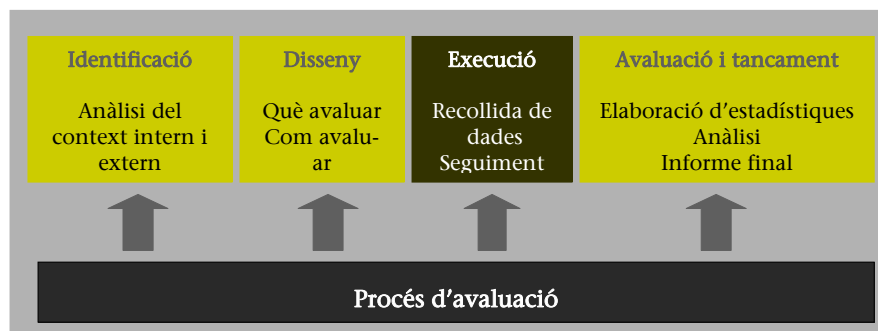 Identificació
Anàlisi del
context intern i
extern
Disseny
Què avaluar
Com avalu-
ar
Execució
Recollida de
dades
Seguiment
Avaluació i tancament
Elaboració d’estadístiques
Anàlisi
Informe final
Procés d’avaluació